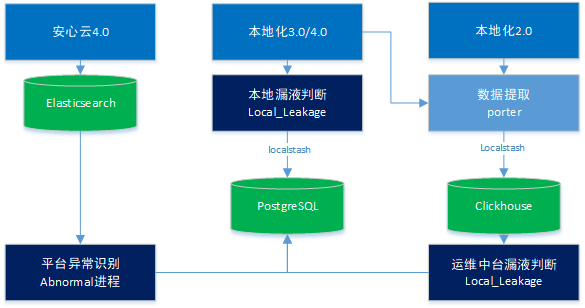 安心云4.0
本地化3.0/4.0
本地化2.0
Elasticsearch
本地漏液判断
Local_Leakage
数据提取
porter
localstash
Localstash
PostgreSQL
Clickhouse
平台异常识别
Abnormal进程
运维中台漏液判断
Local_Leakage